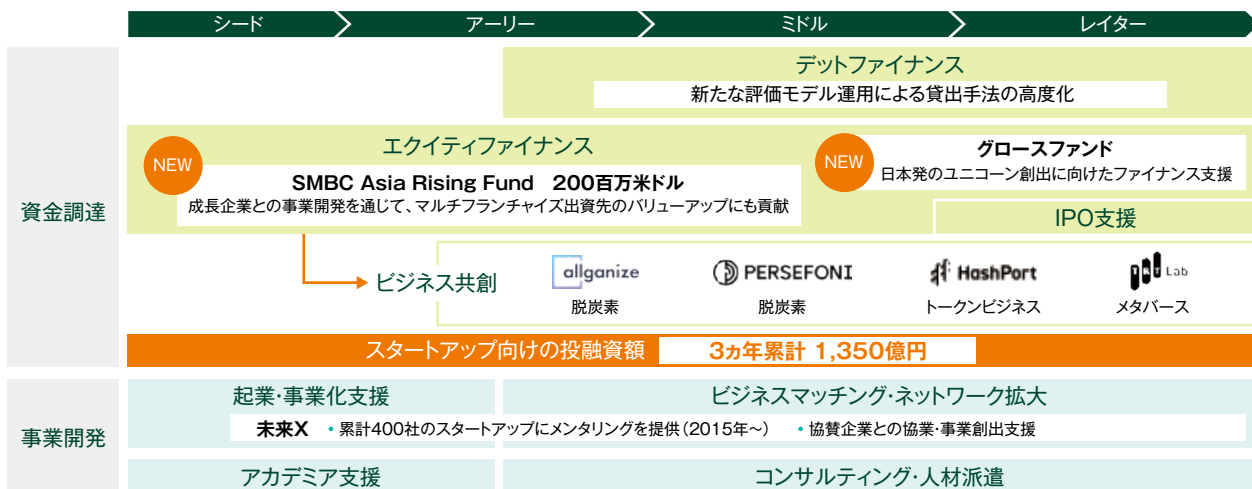 シード
アーリー
ミドル
レイター
資金調達
デットファイナンス
新たな評価モデル運用による貸出手法の高度化
NEW
エクイティファイナンス
SMBC Asia Rising Fund 200百万米ドル
成長企業との事業開発を通じて、マルチフランチャイズ出資先のバリューアップにも貢献
NEW
グロースファンド
日本発のユニコーン創出に向けたファイナンス支援
IPO支援
ビジネス共創
allganize
脱炭素
PERSEFONI
脱炭素
HashPort
トークンビジネス
Lab
メタバース
スタートアップ向けの投融資額
3ヵ年累計 1,350億円
事業開発
起業・事業化支援
ビジネスマッチング・ネットワーク拡大
未来X
・累計400社のスタートアップにメンタリングを提供(2015年~)
・協賛企業との協業・事業創出支援
アカデミア支援
コンサルティング・人材派遣